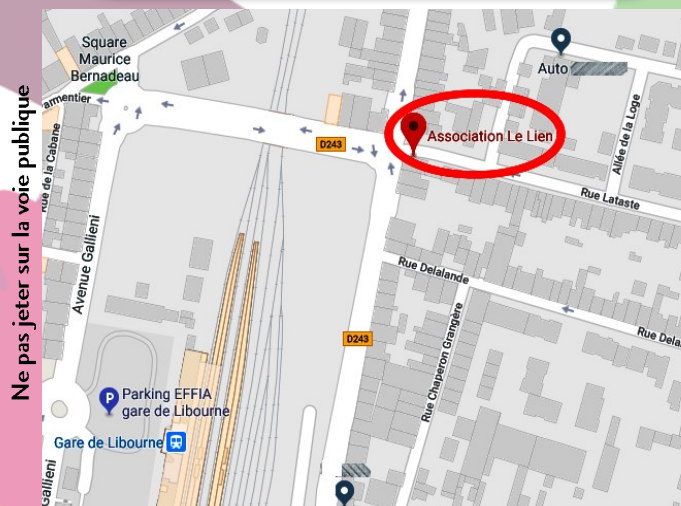 Ne pas jeter sur la voie publique
Square
Maurice
Bernadeau
Auto
armentier
Rue de la Cabane
D243
Association Le Lien
Allée de la Loge
Rue Lataste
Avenue Gallieni
Rue Delalande
Rue Dela
D243
Rue Chaperon Grangère
P
Parking EFFIA
gare de Libourne
Gare de Libourne
Gallieni